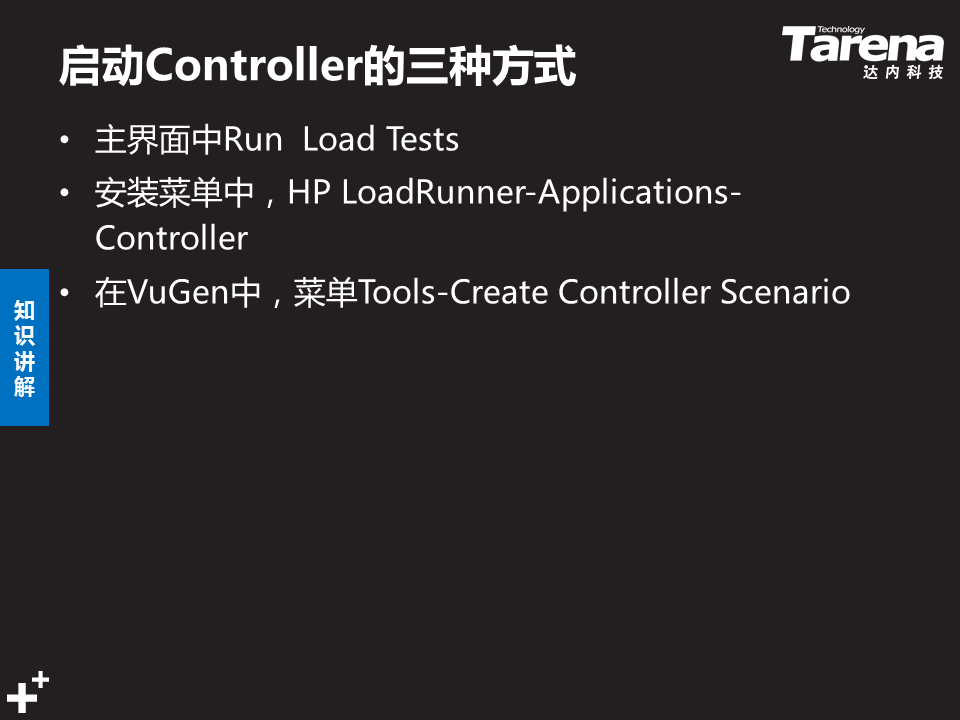 启动Controller的三种方式
Technology
Tarena
达内科技
• 主界面中Run  Load Tests
• 安装菜单中，HP LoadRunner-Applications-
Controller
• 在VuGen中，菜单Tools-Create Controller Scenario
知
识
讲
解